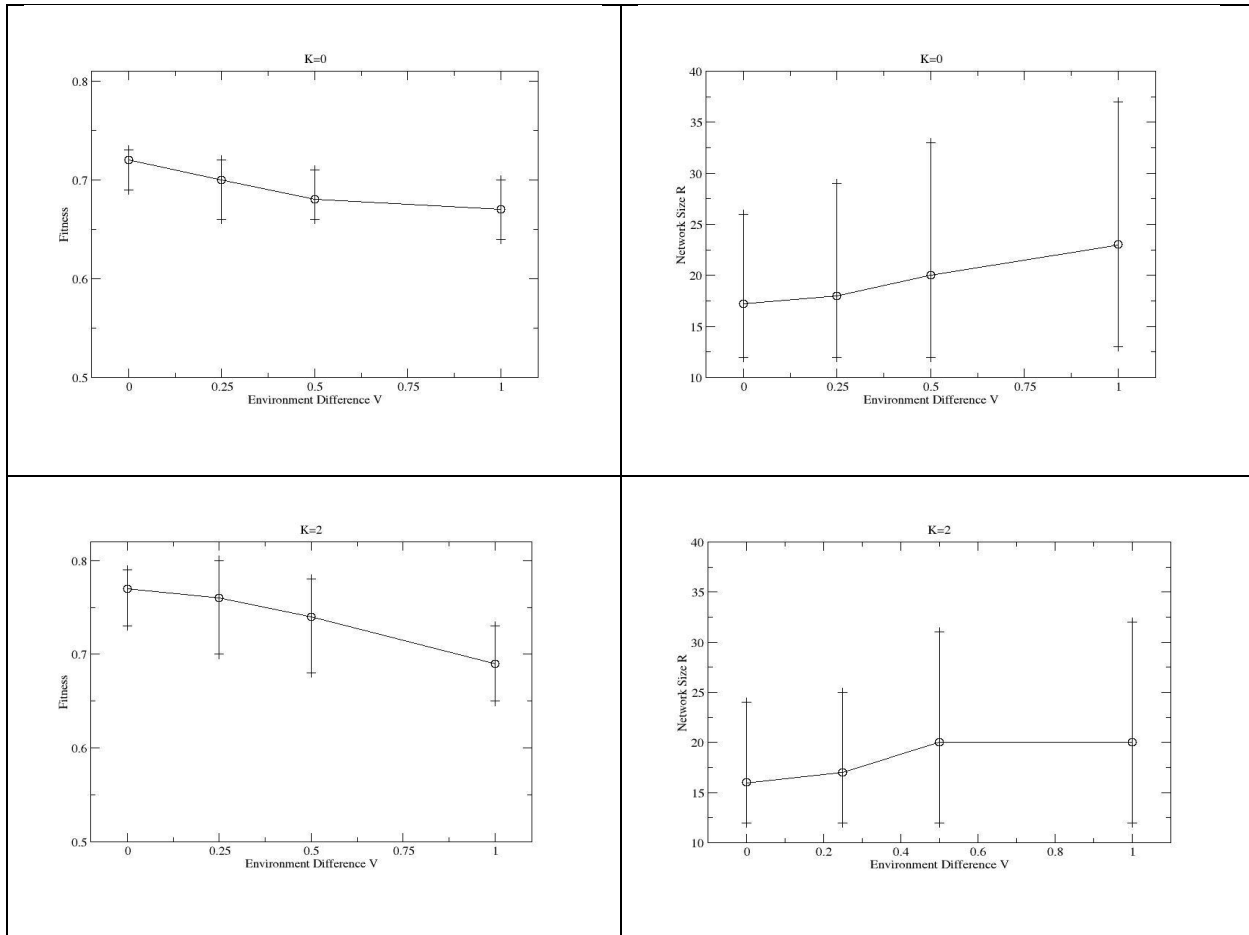 K=0
0.8
0.7
0.6
0.5
Fitness
0 0.25 0.5 0.75 1
Environment Difference V
K=0
40
35
30
25
20
15
10
Network Size R
0 0.25 0.5 0.75 1
Environment Difference V
K=2
0.8
0.7
0.6
0.5
Fitness
0 0.25 0.5 0.75 1
Environment Difference V
K=2
40
35
30
25
20
15
10
Network Size R
0 0.2 0.4 0.6 0.8 1
Environment Difference V